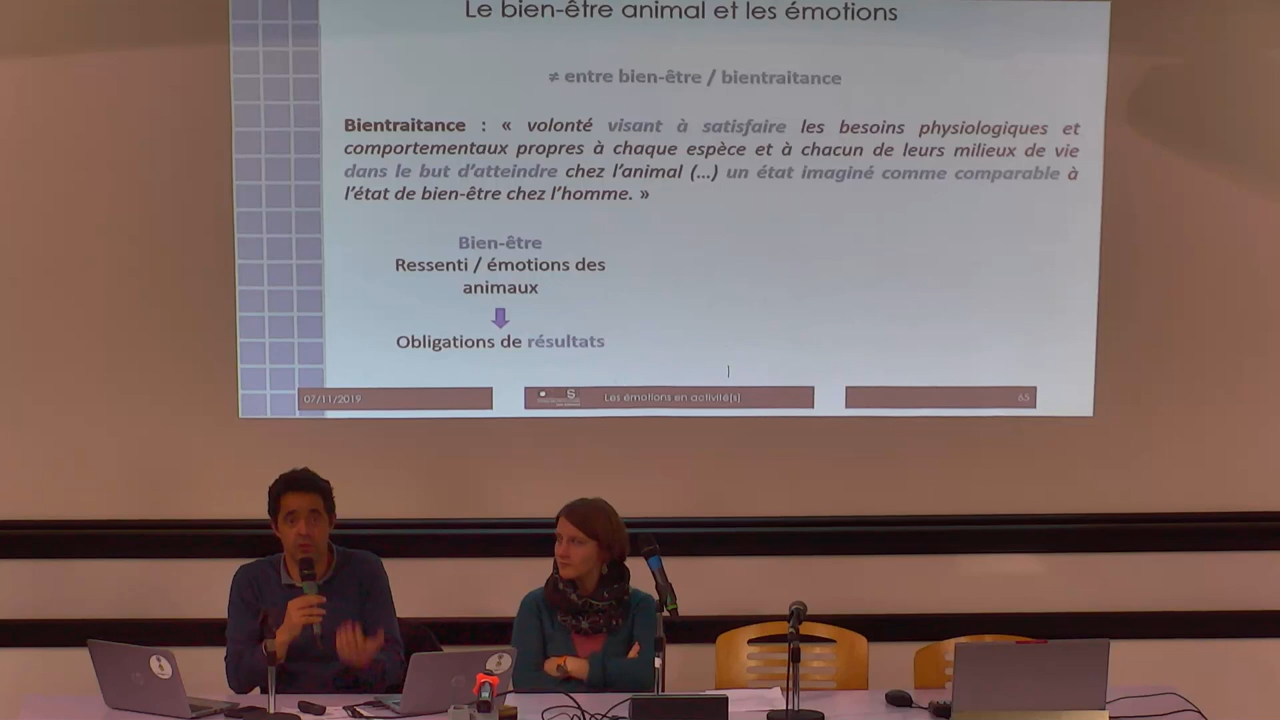 Le bien-être animal et les émotions
≠ entre bien-être / bientraitance
Bientraitance : « volonté visant à satisfaire les besoins physiologiques et
comportementaux propres à chaque espèce et à chacun de leurs milieux de vie
dans le but d'atteindre chez l'animal (...) un état imaginé comme comparable à
l'état de bien-être chez l'homme. »
Bien-être
Ressenti / émotions des
animaux
Obligations de résultats
07/11/2019
Les émotions en activité(s)
65